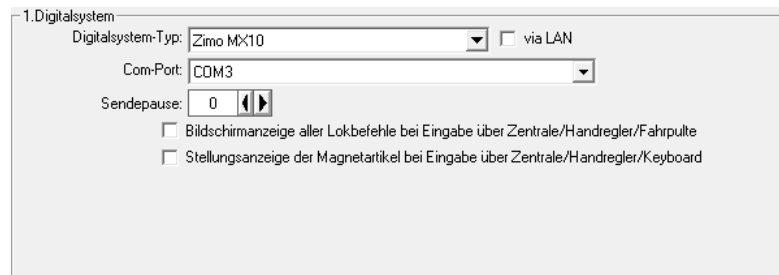 1.Digitalsystem
Digitalsystem-Typ: Zimo MX10 via LAN
Com-Port: COM3
Sendepause: 0
Bildschirmanzeige aller Lokbefehle bei Eingabe über Zentrale/Handregler/Fahrpulte
Stellungsanzeige der Magnetartikel bei Eingabe über Zentrale/Handregler/Keyboard